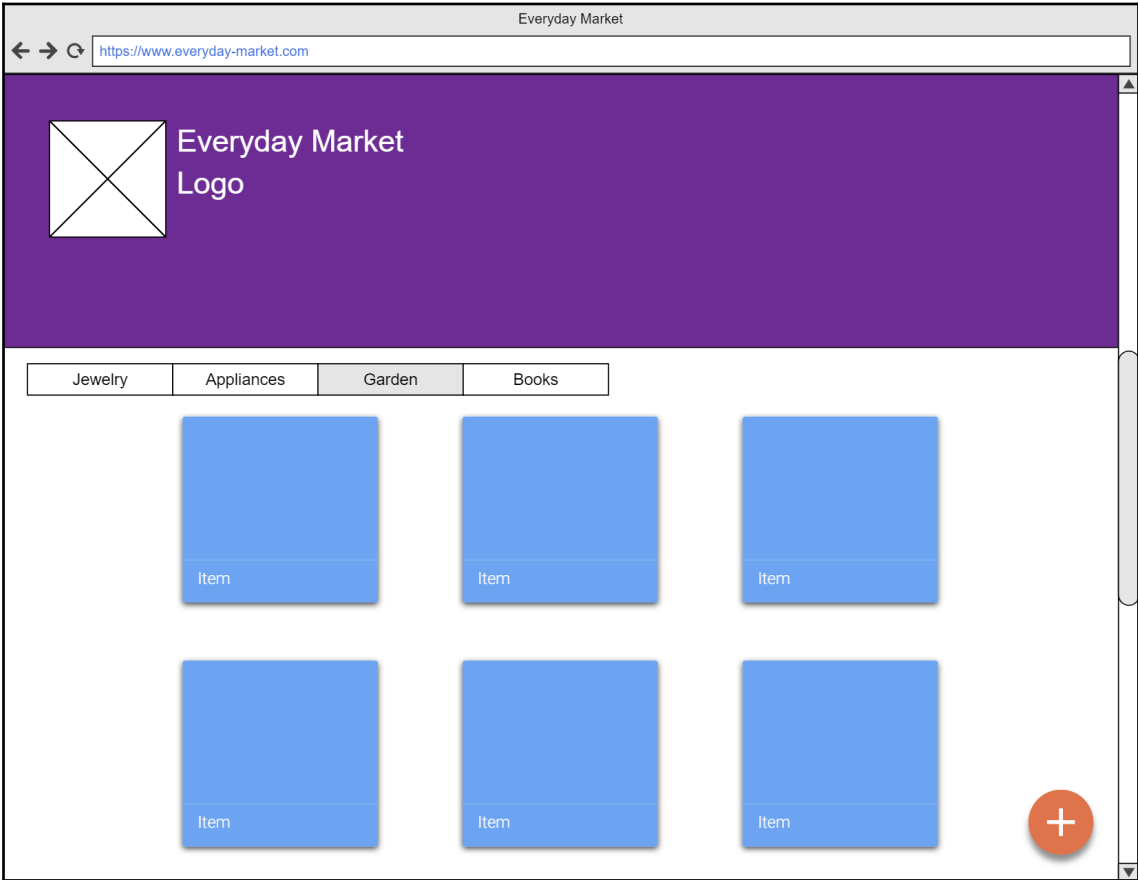 Everyday Market
https://www.everyday-market.com
Everyday Market
Logo
Jewelry
Appliances
Garden
Books
Item
Item
Item
Item
Item
Item